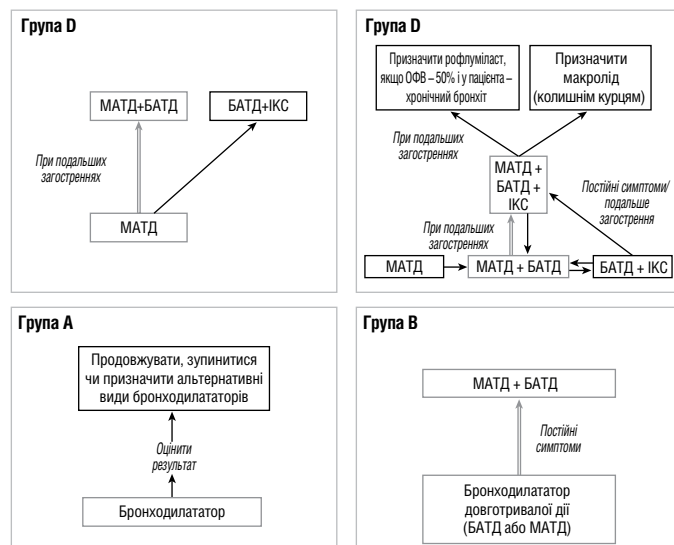 Група D
МАТД+БАТД
БАТД+ІКС
При подальших
загостреннях
МАТД
Група D
Призначити рофлуміласт,
якщо ОФВ – 50% і у пацієнта –
хронічний бронхіт
Призначити
макролід
(колишнім курцям)
При подальших
загостреннях
МАТД +
БАТД +
ІКС
Постійні симптоми/
подальше
загострення
При подальших
загостреннях
МАТД
МАТД + БАТД
БАТД + ІКС
Група А
Продовжувати, зупинитися
чи призначити альтернативні
види бронходилататорів
Оцінити
результат
Бронходилататор
Група В
МАТД + БАТД
Постійні
симптоми
Бронходилататор
довготривалої дії
(БАТД або МАТД)